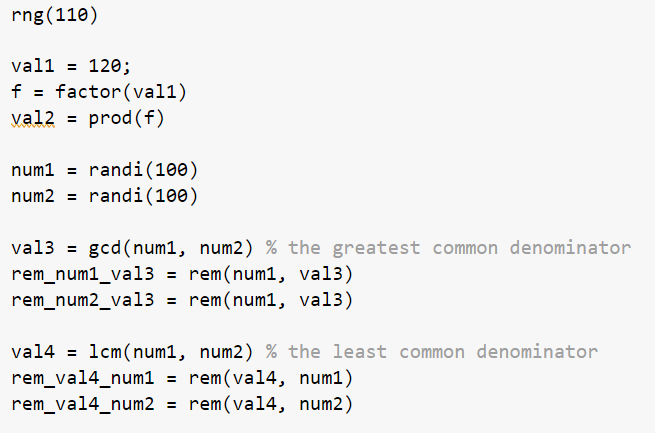 rng(110)
val1 = 120;
f = factor(val1)
val2 = prod(f)
num1 = randi(100)
num2 = randi(100)
val3 = gcd(num1, num2) % the greatest common denominator
rem_num1_val3 = rem(num1, val3)
rem_num2_val3 = rem(num1, val3)
val4 = lcm(num1, num2) % the least common denominator
rem_val4_num1 = rem(val4, num1)
rem_val4_num2 = rem(val4, num2)